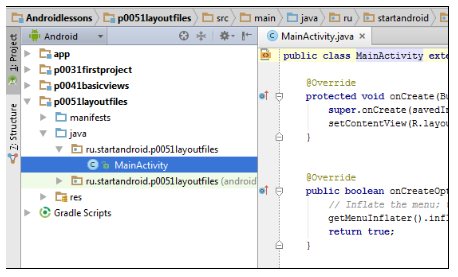 Androidlessons p0051layoutfiles src main java ru startandroid
Android
MainActivity.java
1: Project
Z: Structure
app
p0031firstproject
p0041basicviews
p0051layoutfiles
manifests
java
ru.startandroid.p0051layoutfiles
MainActivity
ru.startandroid.p0051layoutfiles (android
res
Gradle Scripts
public class MainActivity exte
@Override
protected void onCreate(Bu
super.onCreate(savedIn
setContentView(R.layou
}
@Override
public boolean onCreateOpt
// Inflate the menu;
getMenuInflater().infl
return true;
}